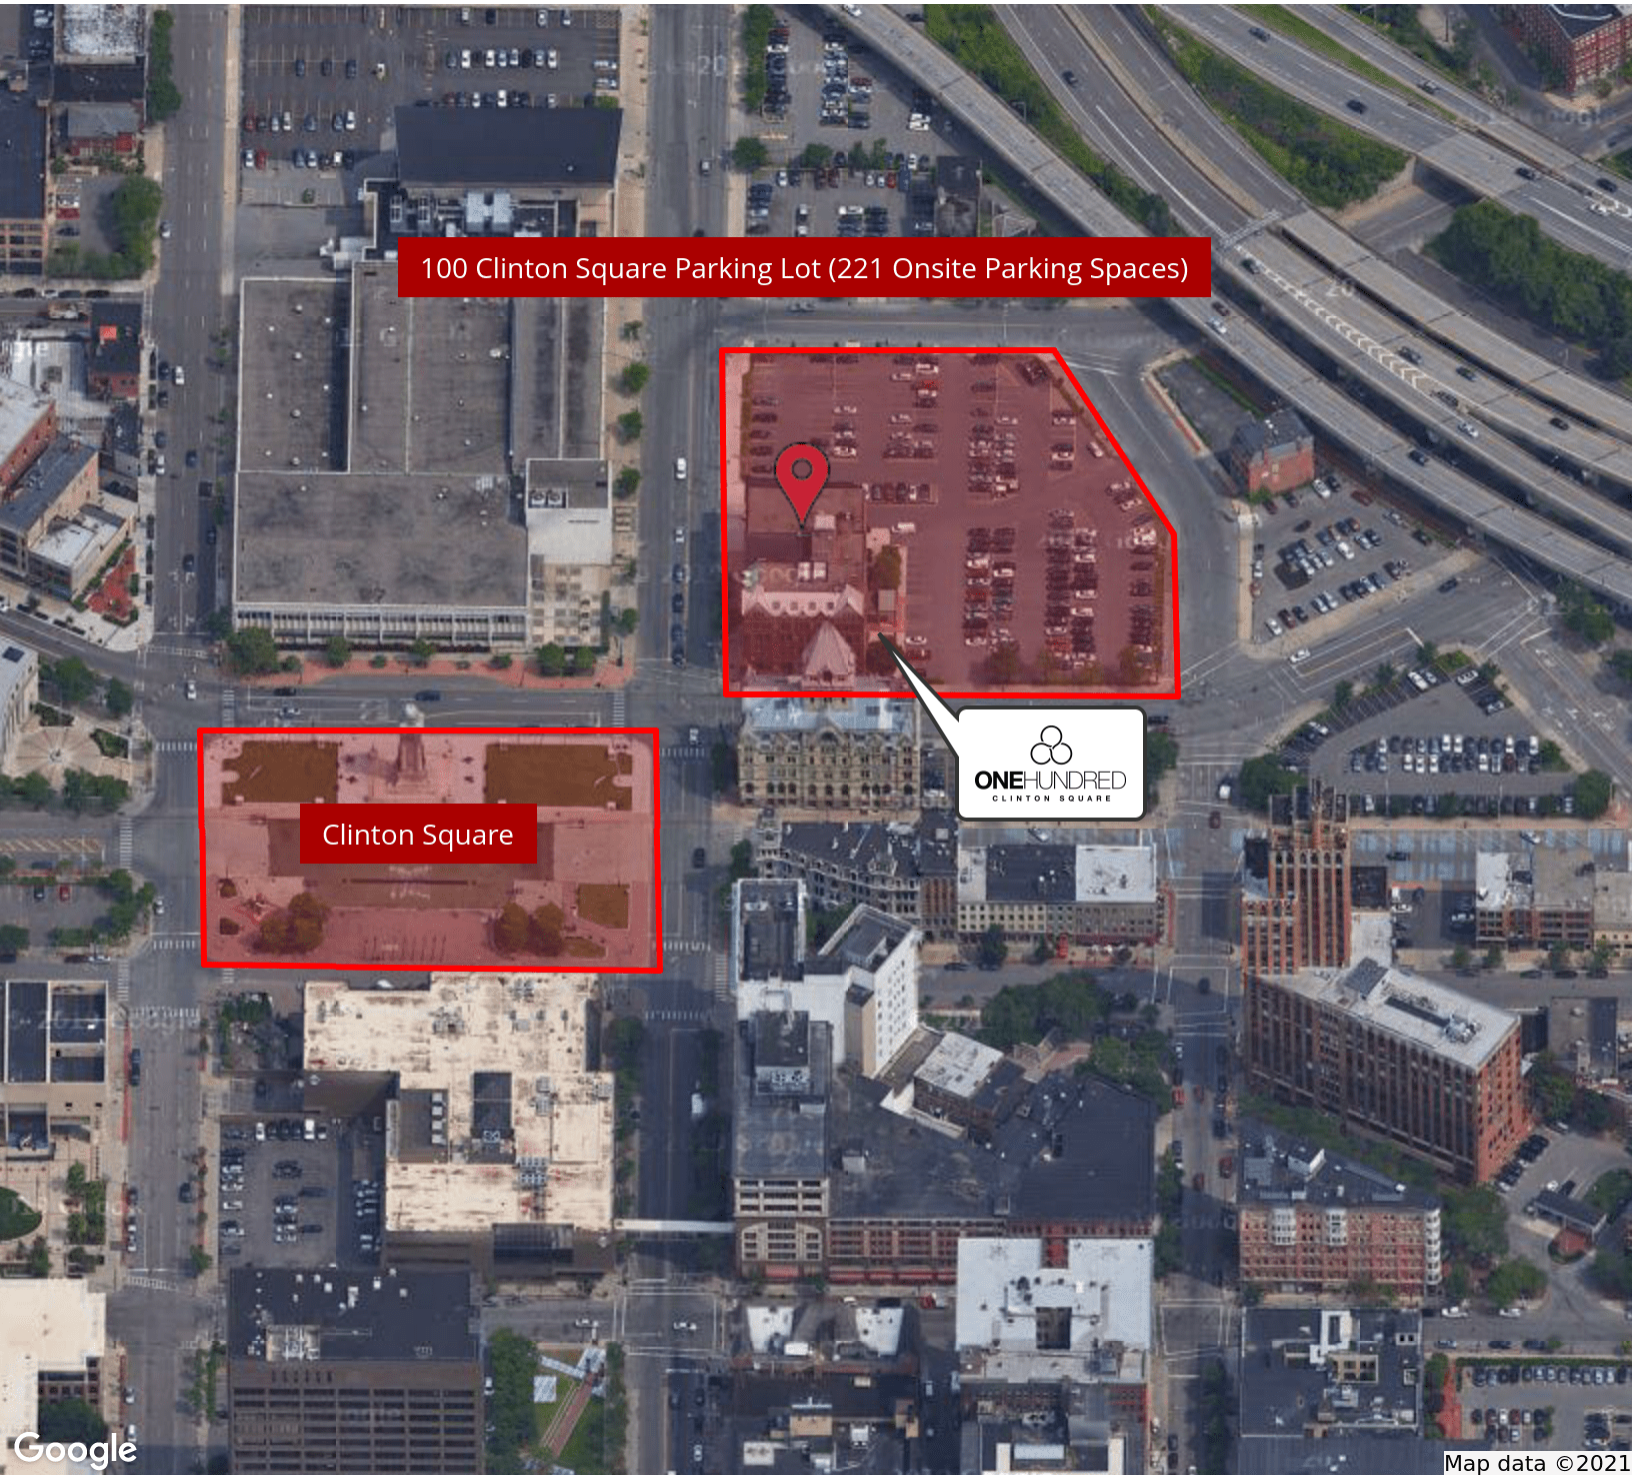 100 Clinton Square Parking Lot (221 Onsite Parking Spaces)
ONEHUNDRED
CLINTON SQUARE
Clinton Square
Google
Map data ©2021